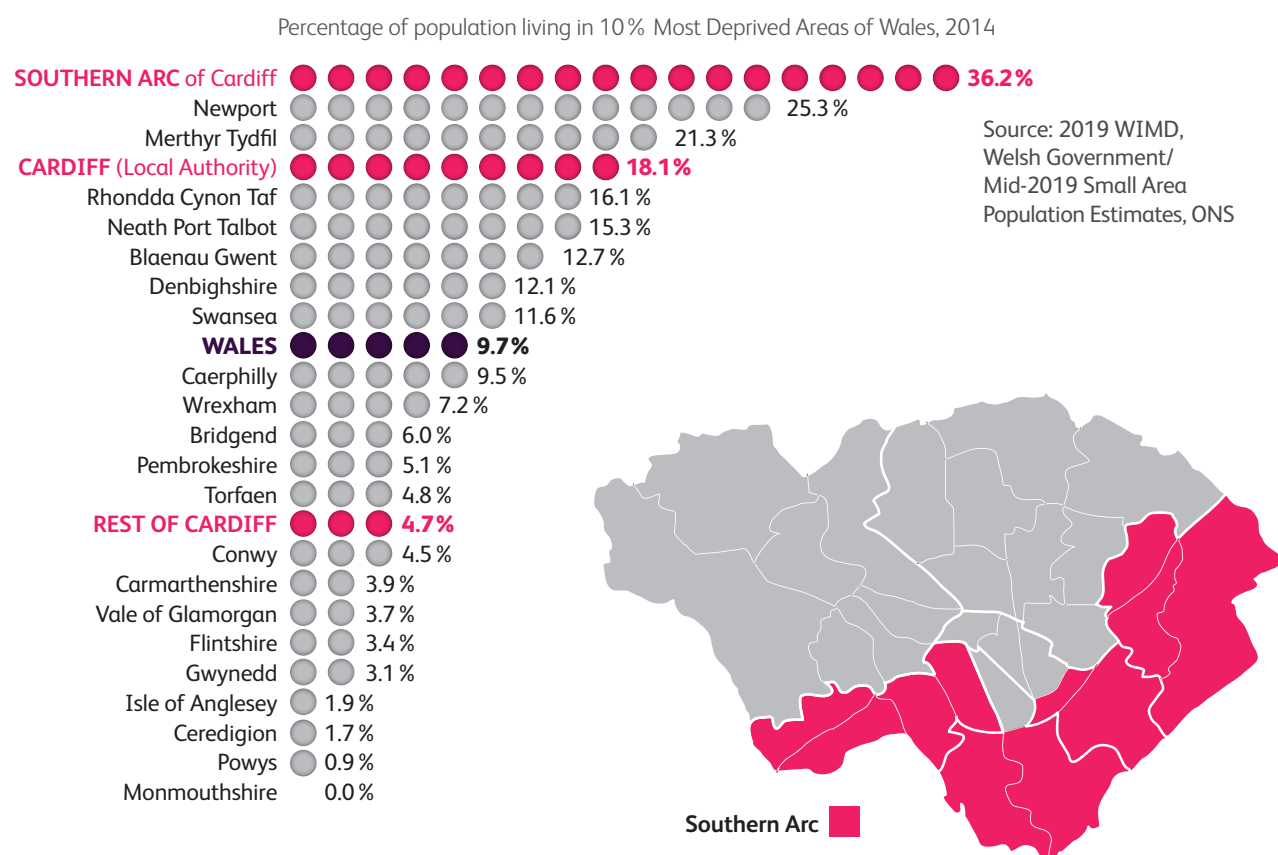 Percentage of population living in 10% Most Deprived Areas of Wales, 2014
SOUTHERN ARC of Cardiff 36.2%
Newport 25.3%
Merthyr Tydfil 21.3%
CARDIFF (Local Authority) 18.1%
Rhondda Cynon Taf 16.1%
Neath Port Talbot 15.3%
Blaenau Gwent 12.7%
Denbighshire 12.1%
Swansea 11.6%
WALES 9.7%
Caerphilly 9.5%
Wrexham 7.2%
Bridgend 6.0%
Pembrokeshire 5.1%
Torfaen 4.8%
REST OF CARDIFF 4.7%
Conwy 4.5%
Carmarthenshire 3.9%
Vale of Glamorgan 3.7%
Flintshire 3.4%
Gwynedd 3.1%
Isle of Anglesey 1.9%
Ceredigion 1.7%
Powys 0.9%
Monmouthshire 0.0%
Source: 2019 WIMD,
Welsh Government/
Mid-2019 Small Area
Population Estimates, ONS
Southern Arc